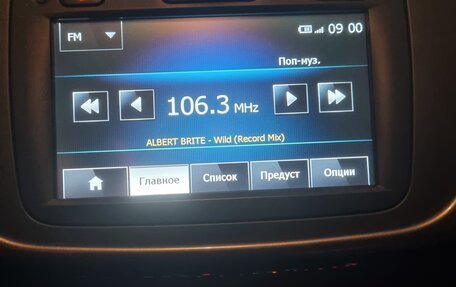 FM 09 00
Поп-муз.
106.3 MHz
ALBERT BRITE - Wild (Record Mix)
Главное Список Предуст Опции